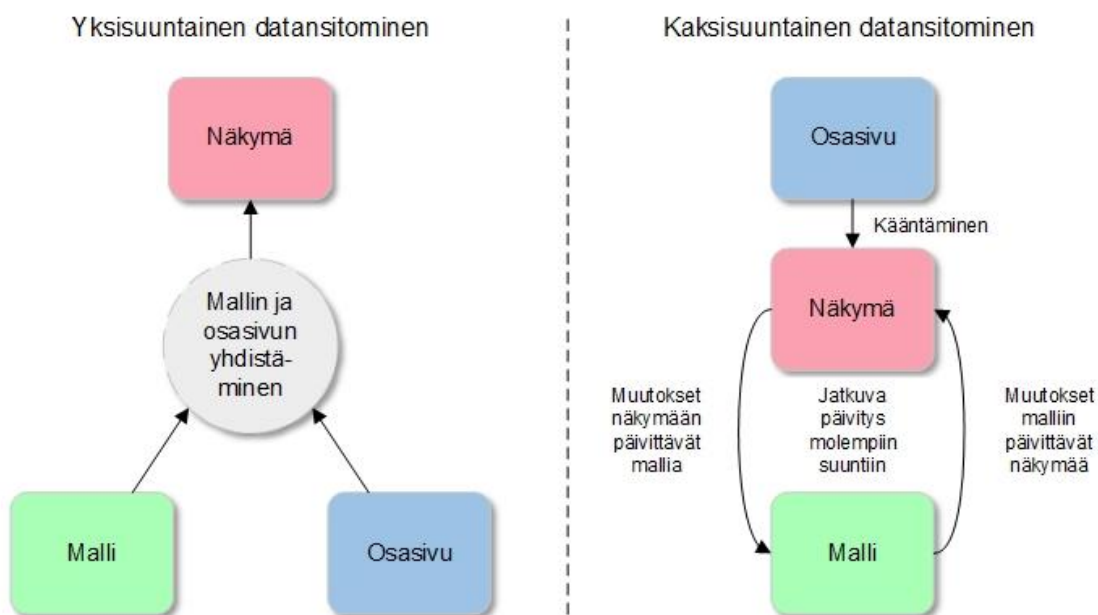 Yksisuuntainen datansitominen
Näkymä
Mallin ja
osasivun
yhdistä-
minen
Malli
Osasivu
Kaksisuuntainen datansitominen
Osasivu
Kääntäminen
Näkymä
Muutokset
näkymään
päivittävät
mallia
Jatkuva
päivitys
molempiin
suuntiin
Muutokset
malliin
päivittävät
näkymää
Malli